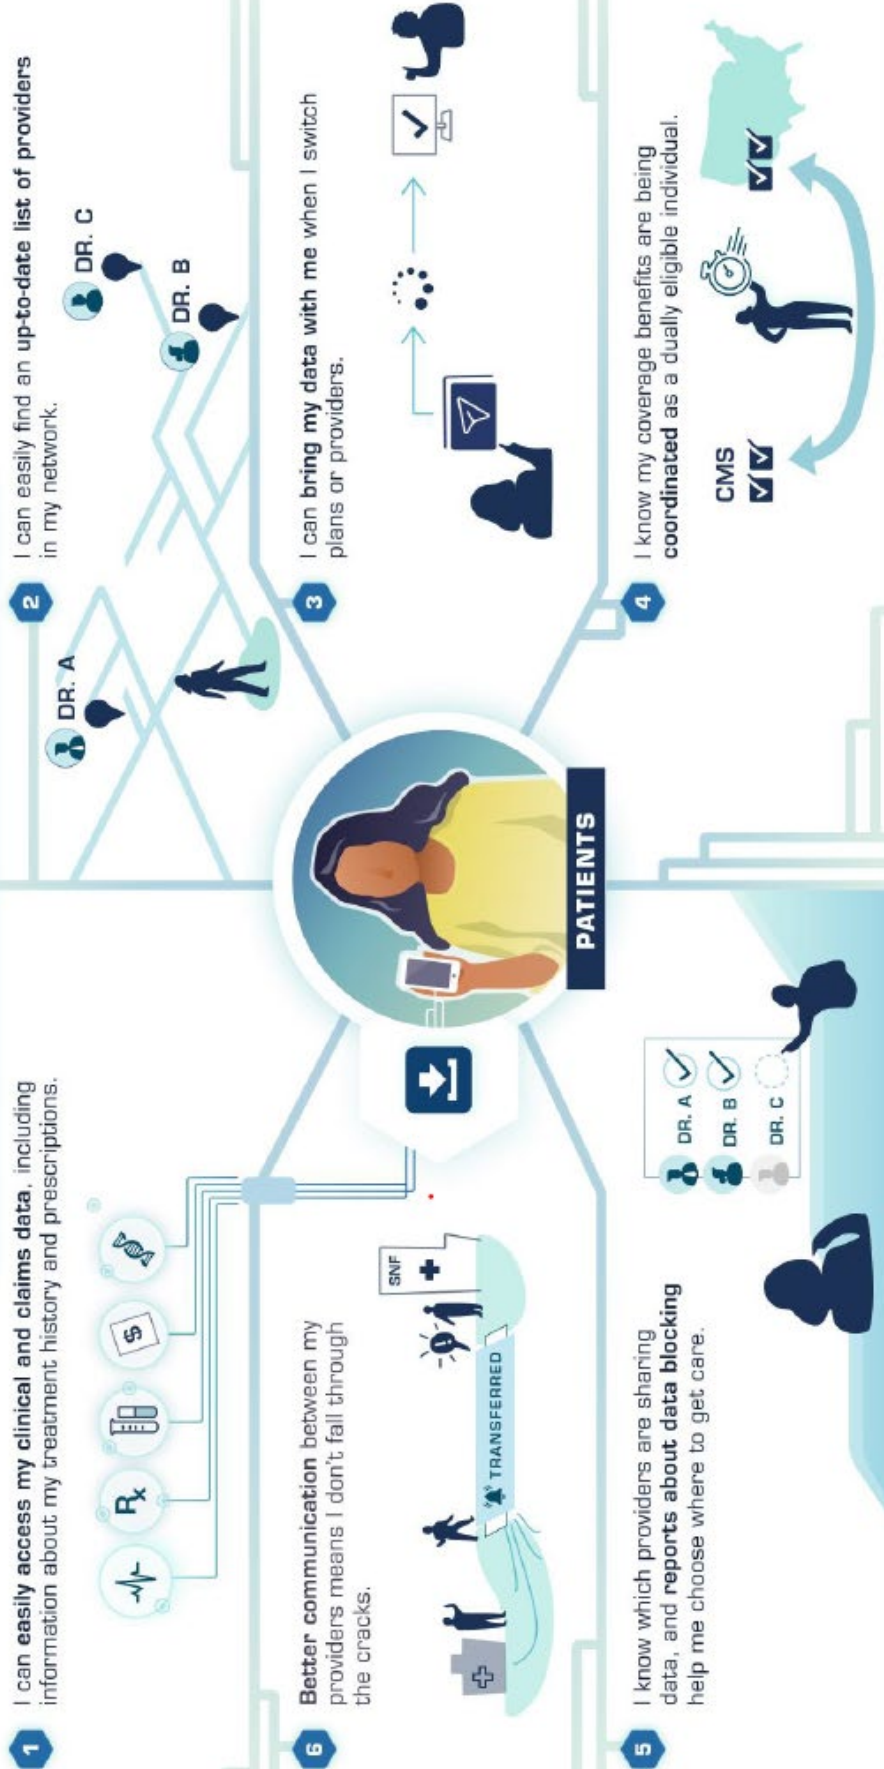 1
I can easily access my clinical and claims data, including
information about my treatment history and prescriptions.
Rx
$
2
I can easily find an up-to-date list of providers
in my network.
DR. A
DR. B
DR. C
3
I can bring my data with me when I switch
plans or providers.
4
I know my coverage benefits are being
coordinated as a dually eligible individual.
CMS
5
I know which providers are sharing
data, and reports about data blocking
help me choose where to get care.
DR. A
DR. B
DR. C
6
Better communication between my
providers means I don't fall through
the cracks.
TRANSFERRED
SNF
PATIENTS